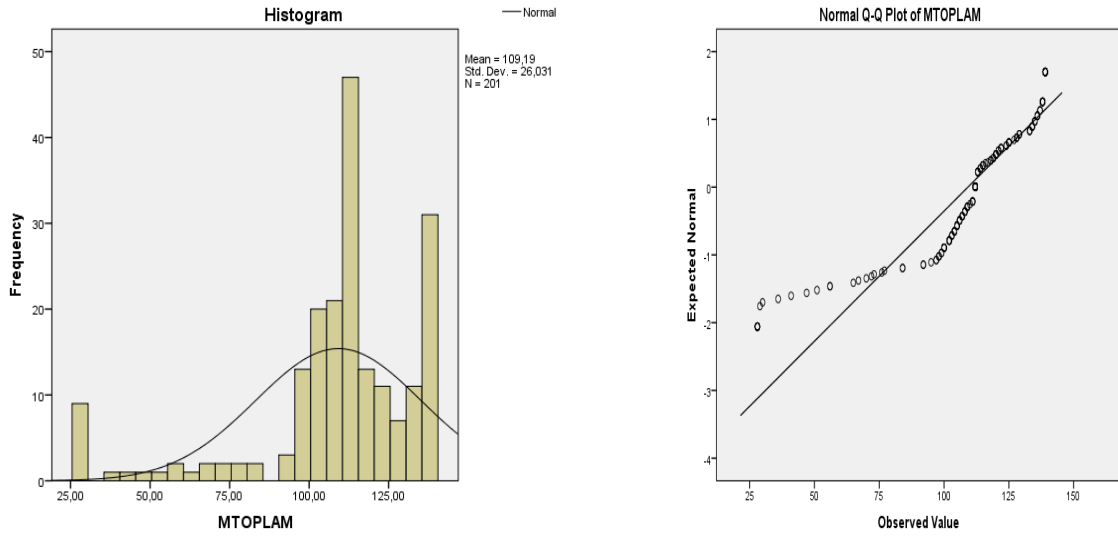 Histogram
Normal
Mean = 109,19
Std. Dev. = 26,031
N = 201
50
40
30
20
10
0
Frequency
25,00 50,00 75,00 100,00 125,00
MTOPLAM
Normal Q-Q Plot of MTOPLAM
2
1
0
-1
-2
-3
-4
Expected Normal
25 50 75 100 125 150
Observed Value